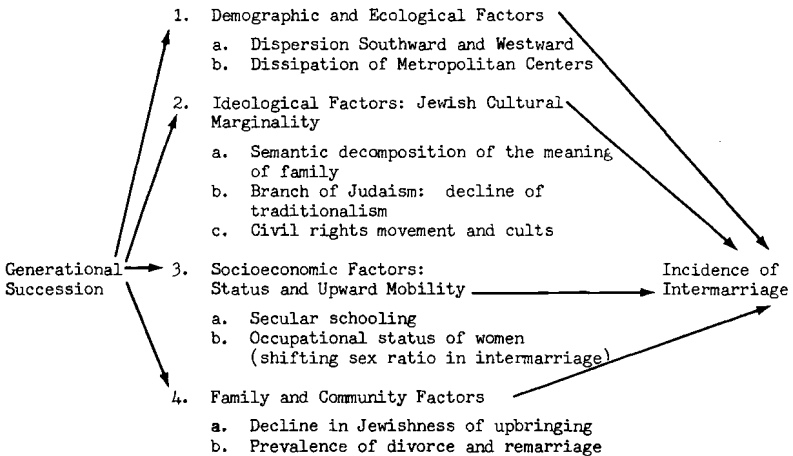 1. Demographic and Ecological Factors
a. Dispersion Southward and Westward
b. Dissipation of Metropolitan Centers
2. Ideological Factors: Jewish Cultural
Marginality
a. Semantic decomposition of the meaning
of family
b. Branch of Judaism: decline of
traditionalism
c. Civil rights movement and cults
Generational
Succession
3. Socioeconomic Factors:
Status and Upward Mobility
a. Secular schooling
b. Occupational status of women
(shifting sex ratio in intermarriage)
Incidence of
Intermarriage
4. Family and Community Factors
a. Decline in Jewishness of upbringing
b. Prevalence of divorce and remarriage